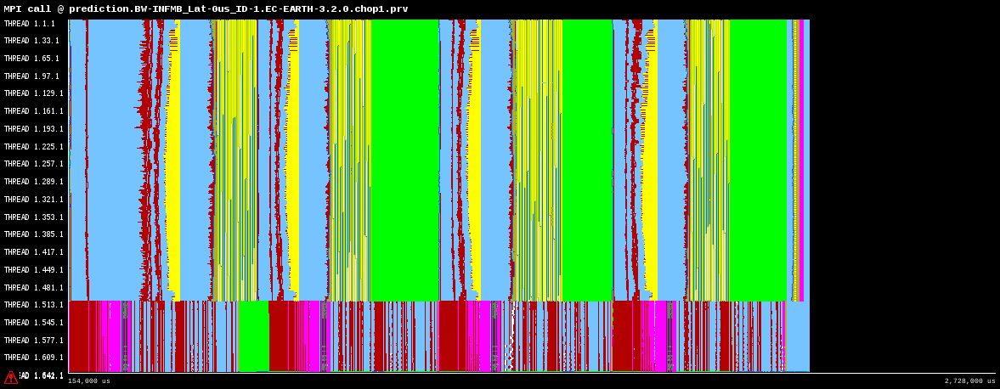 MPI call @ prediction.BW-INFMB_Lat-0us_ID-1.EC-EARTH-3.2.0.chop1.prv
THREAD 1.1.1
THREAD 1.33.1
THREAD 1.65.1
THREAD 1.97.1
THREAD 1.129.1
THREAD 1.161.1
THREAD 1.193.1
THREAD 1.225.1
THREAD 1.257.1
THREAD 1.289.1
THREAD 1.321.1
THREAD 1.353.1
THREAD 1.385.1
THREAD 1.417.1
THREAD 1.449.1
THREAD 1.481.1
THREAD 1.513.1
THREAD 1.545.1
THREAD 1.577.1
THREAD 1.609.1
AD 1.642.1
154,000 us
2,728,000 us